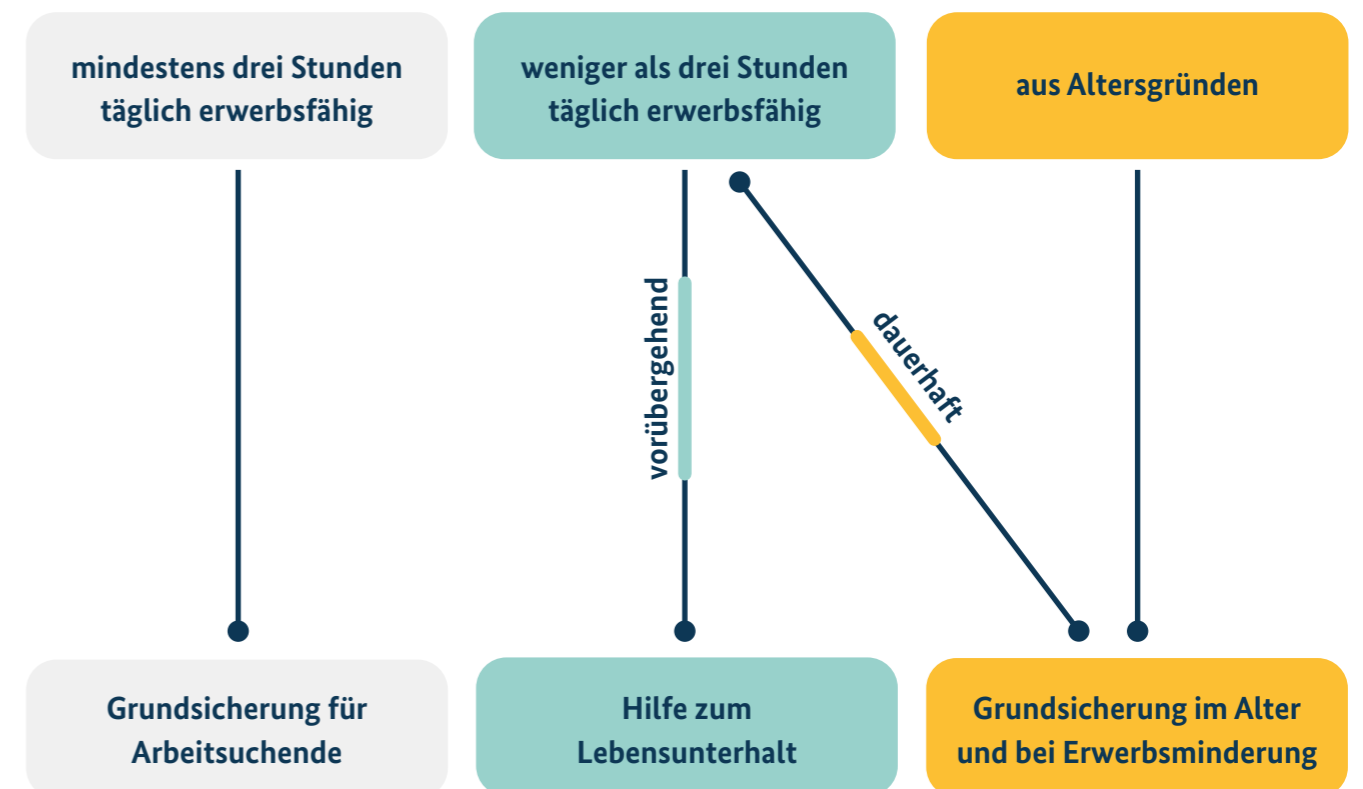 mindestens drei Stunden
täglich erwerbsfähig
weniger als drei Stunden
täglich erwerbsfähig
aus Altersgründen
vorübergehend
dauerhaft
Grundsicherung für
Arbeitsuchende
Hilfe zum
Lebensunterhalt
Grundsicherung im Alter
und bei Erwerbsminderung